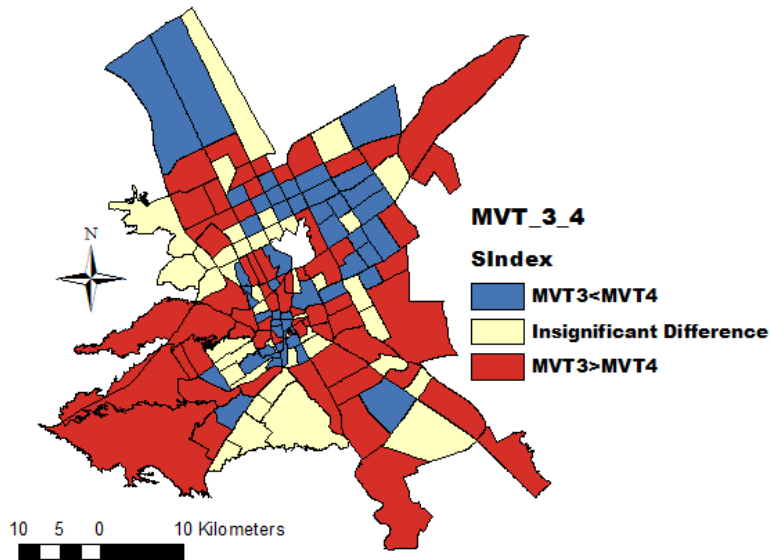 N
MVT_3_4
SIndex
MVT3<MVT4
Insignificant Difference
MVT3>MVT4
10 5 0 10 Kilometers